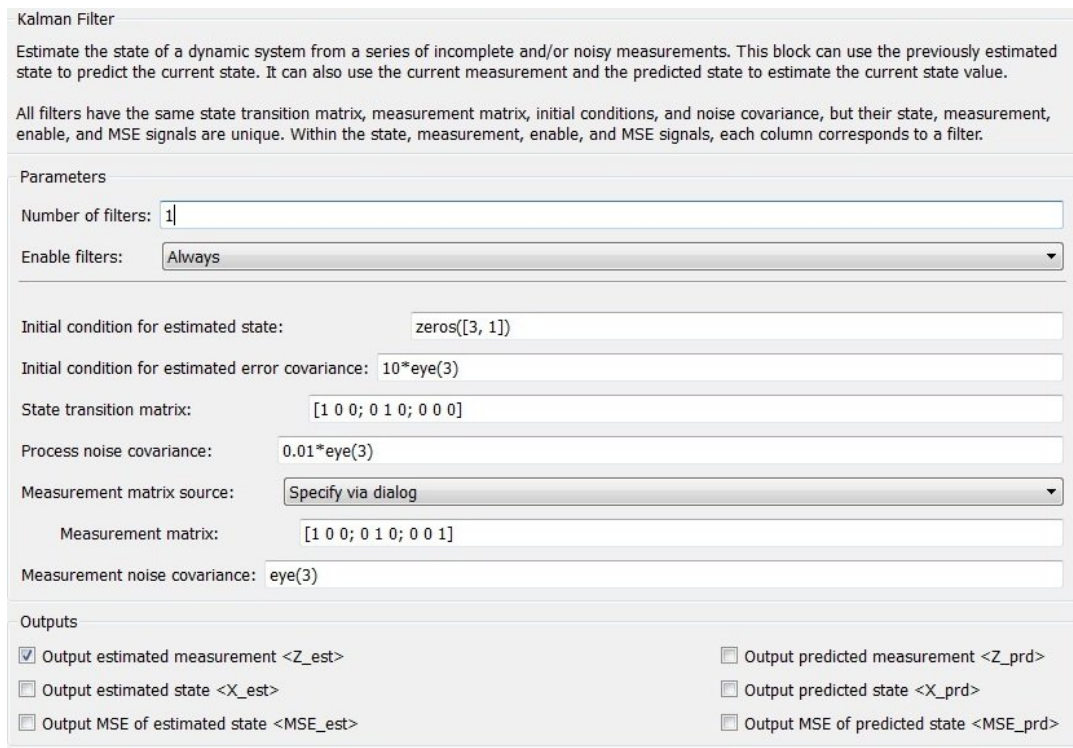 Kalman Filter
Estimate the state of a dynamic system from a series of incomplete and/or noisy measurements. This block can use the previously estimated
state to predict the current state. It can also use the current measurement and the predicted state to estimate the current state value.
All filters have the same state transition matrix, measurement matrix, initial conditions, and noise covariance, but their state, measurement,
enable, and MSE signals are unique. Within the state, measurement, enable, and MSE signals, each column corresponds to a filter.
Parameters
Number of filters: 1
Enable filters: Always
Initial condition for estimated state: zeros([3, 1])
Initial condition for estimated error covariance: 10*eye(3)
State transition matrix: [1 0 0; 0 1 0; 0 0 0]
Process noise covariance: 0.01*eye(3)
Measurement matrix source: Specify via dialog
Measurement matrix: [1 0 0; 0 1 0; 0 0 1]
Measurement noise covariance: eye(3)
Outputs
Output estimated measurement <Z_est> Output predicted measurement <Z_prd>
Output estimated state <X_est> Output predicted state <X_prd>
Output MSE of estimated state <MSE_est> Output MSE of predicted state <MSE_prd>